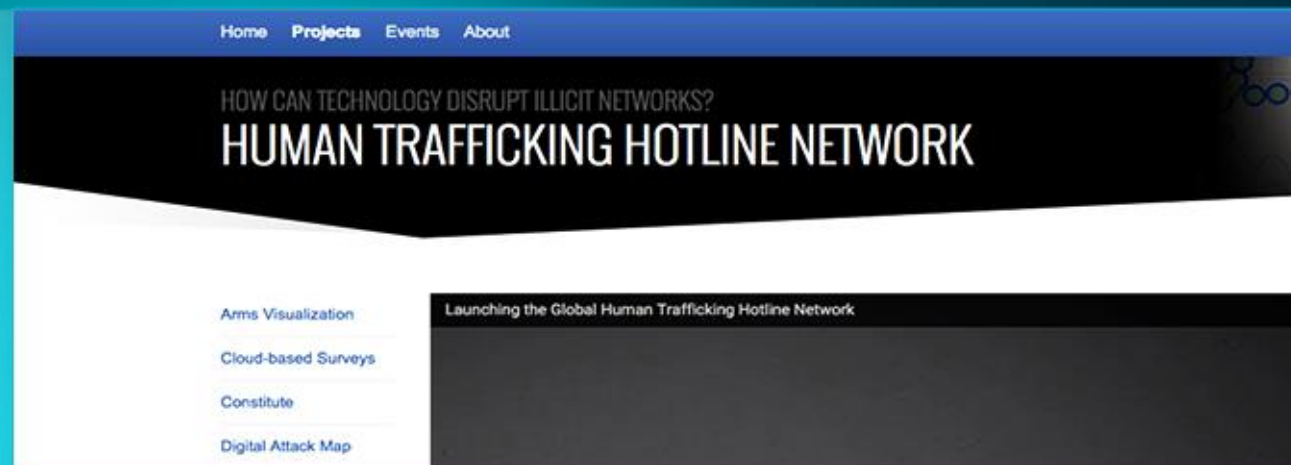 Home Projects Events About
HOW CAN TECHNOLOGY DISRUPT ILLICIT NETWORKS?
HUMAN TRAFFICKING HOTLINE NETWORK
Arms Visualization
Cloud-based Surveys
Constitute
Digital Attack Map
Launching the Global Human Trafficking Hotline Network